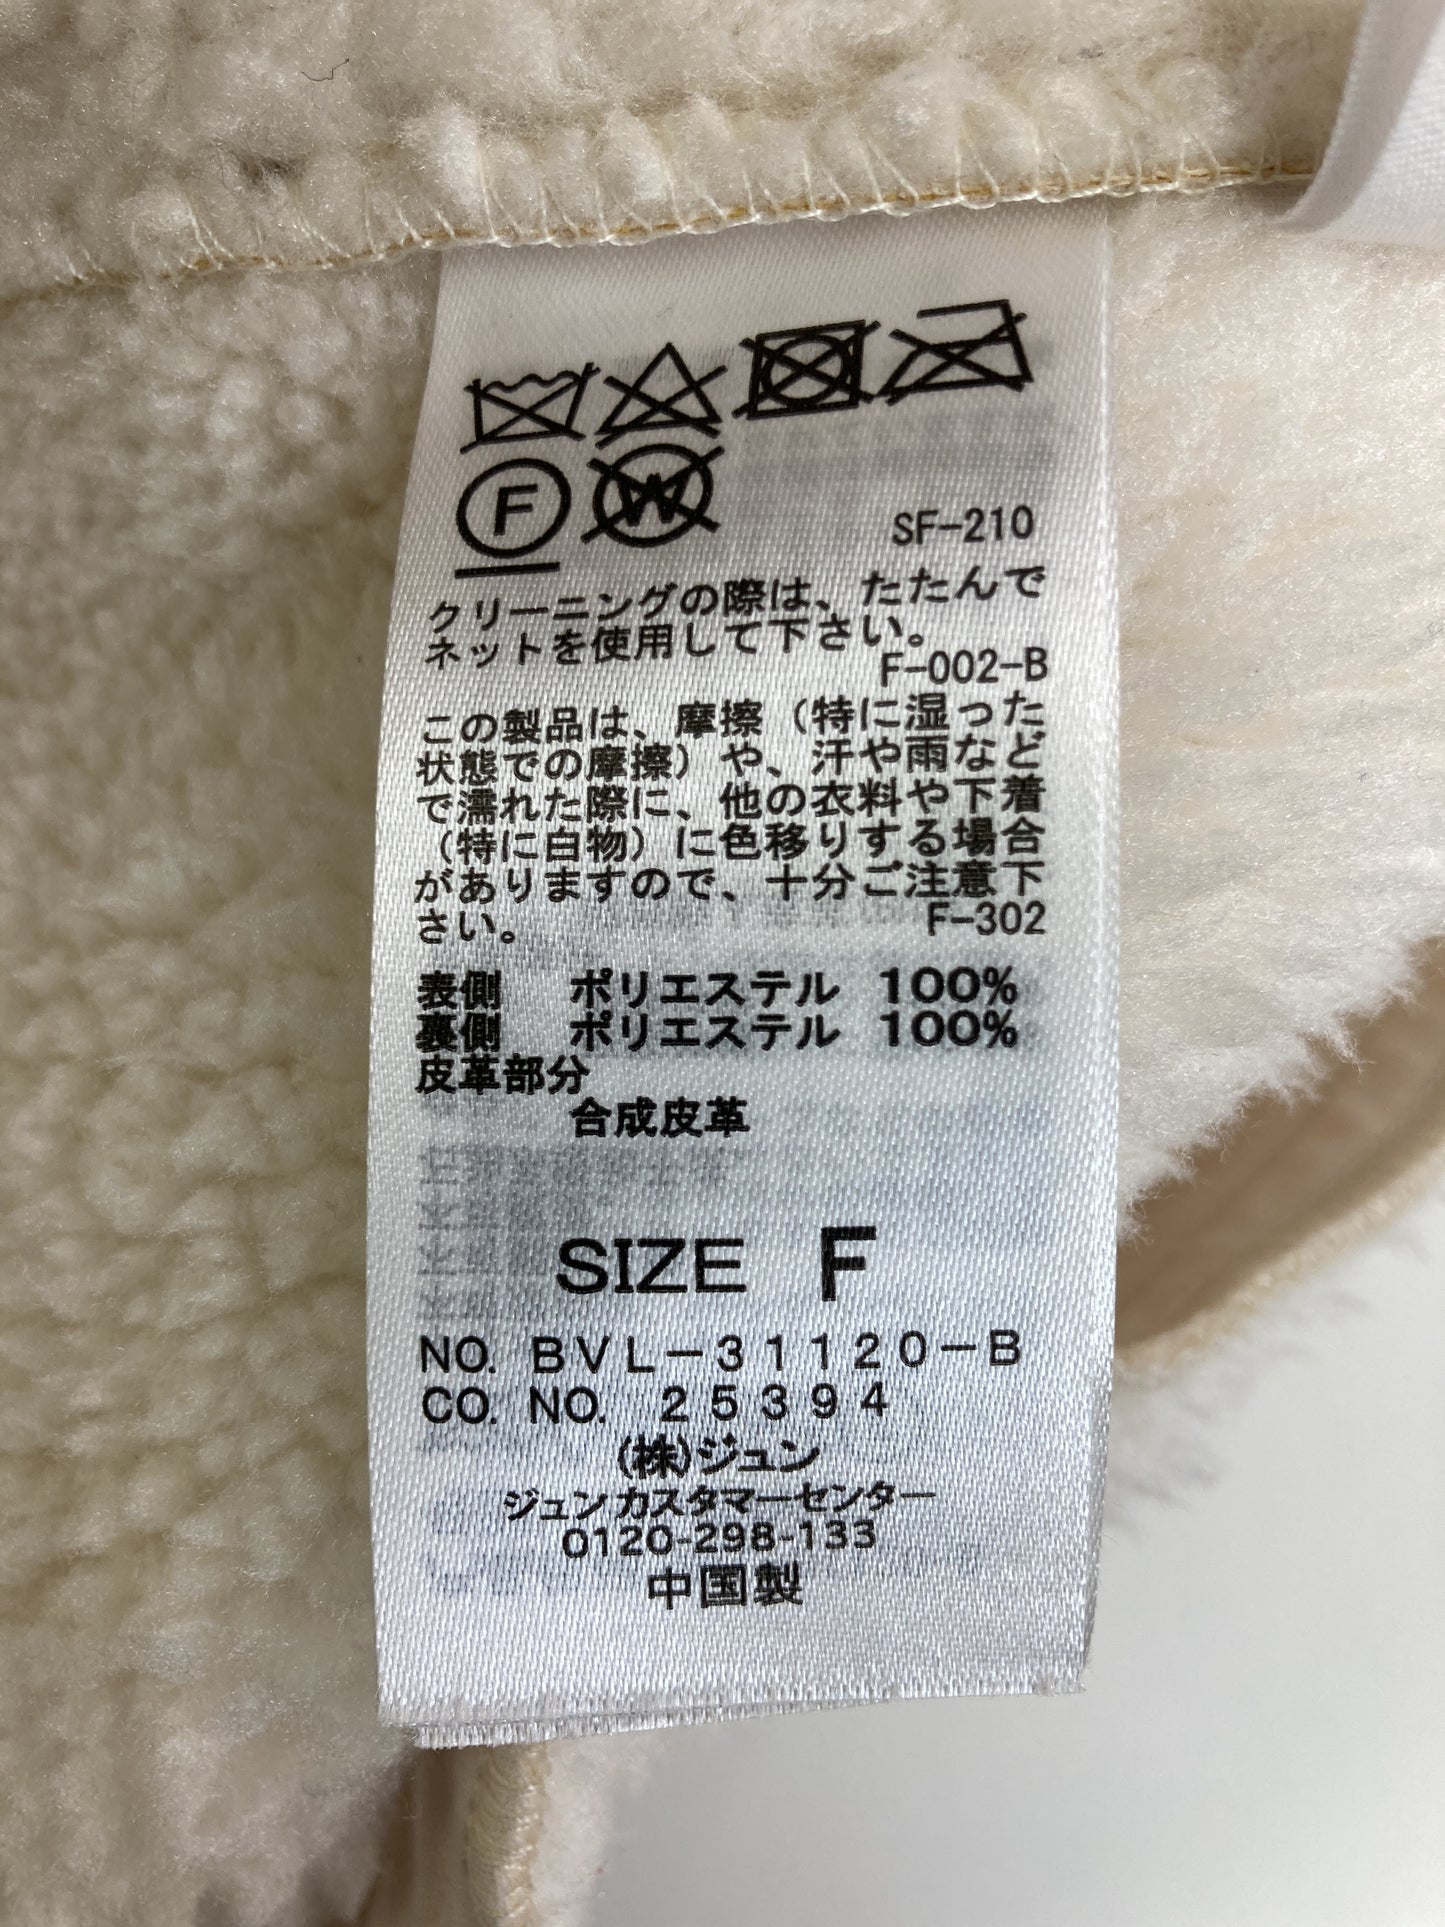 F W
SF-210
クリーニングの際は、たたんで
ネットを使用して下さい。
F-002-B
この製品は、摩擦（特に湿った
状態での摩擦）や、汗や雨など
で濡れた際に、他の衣料や下着
（特に白物）に色移りする場合
がありますので、十分ご注意下
さい。 F-302
表側 ポリエステル 100%
裏側 ポリエステル 100%
皮革部分
合成皮革
SIZE F
NO. BVL-31120-B
CO. NO. 25394
(株)ジュン
ジュンカスタマーセンター
0120-298-133
中国製